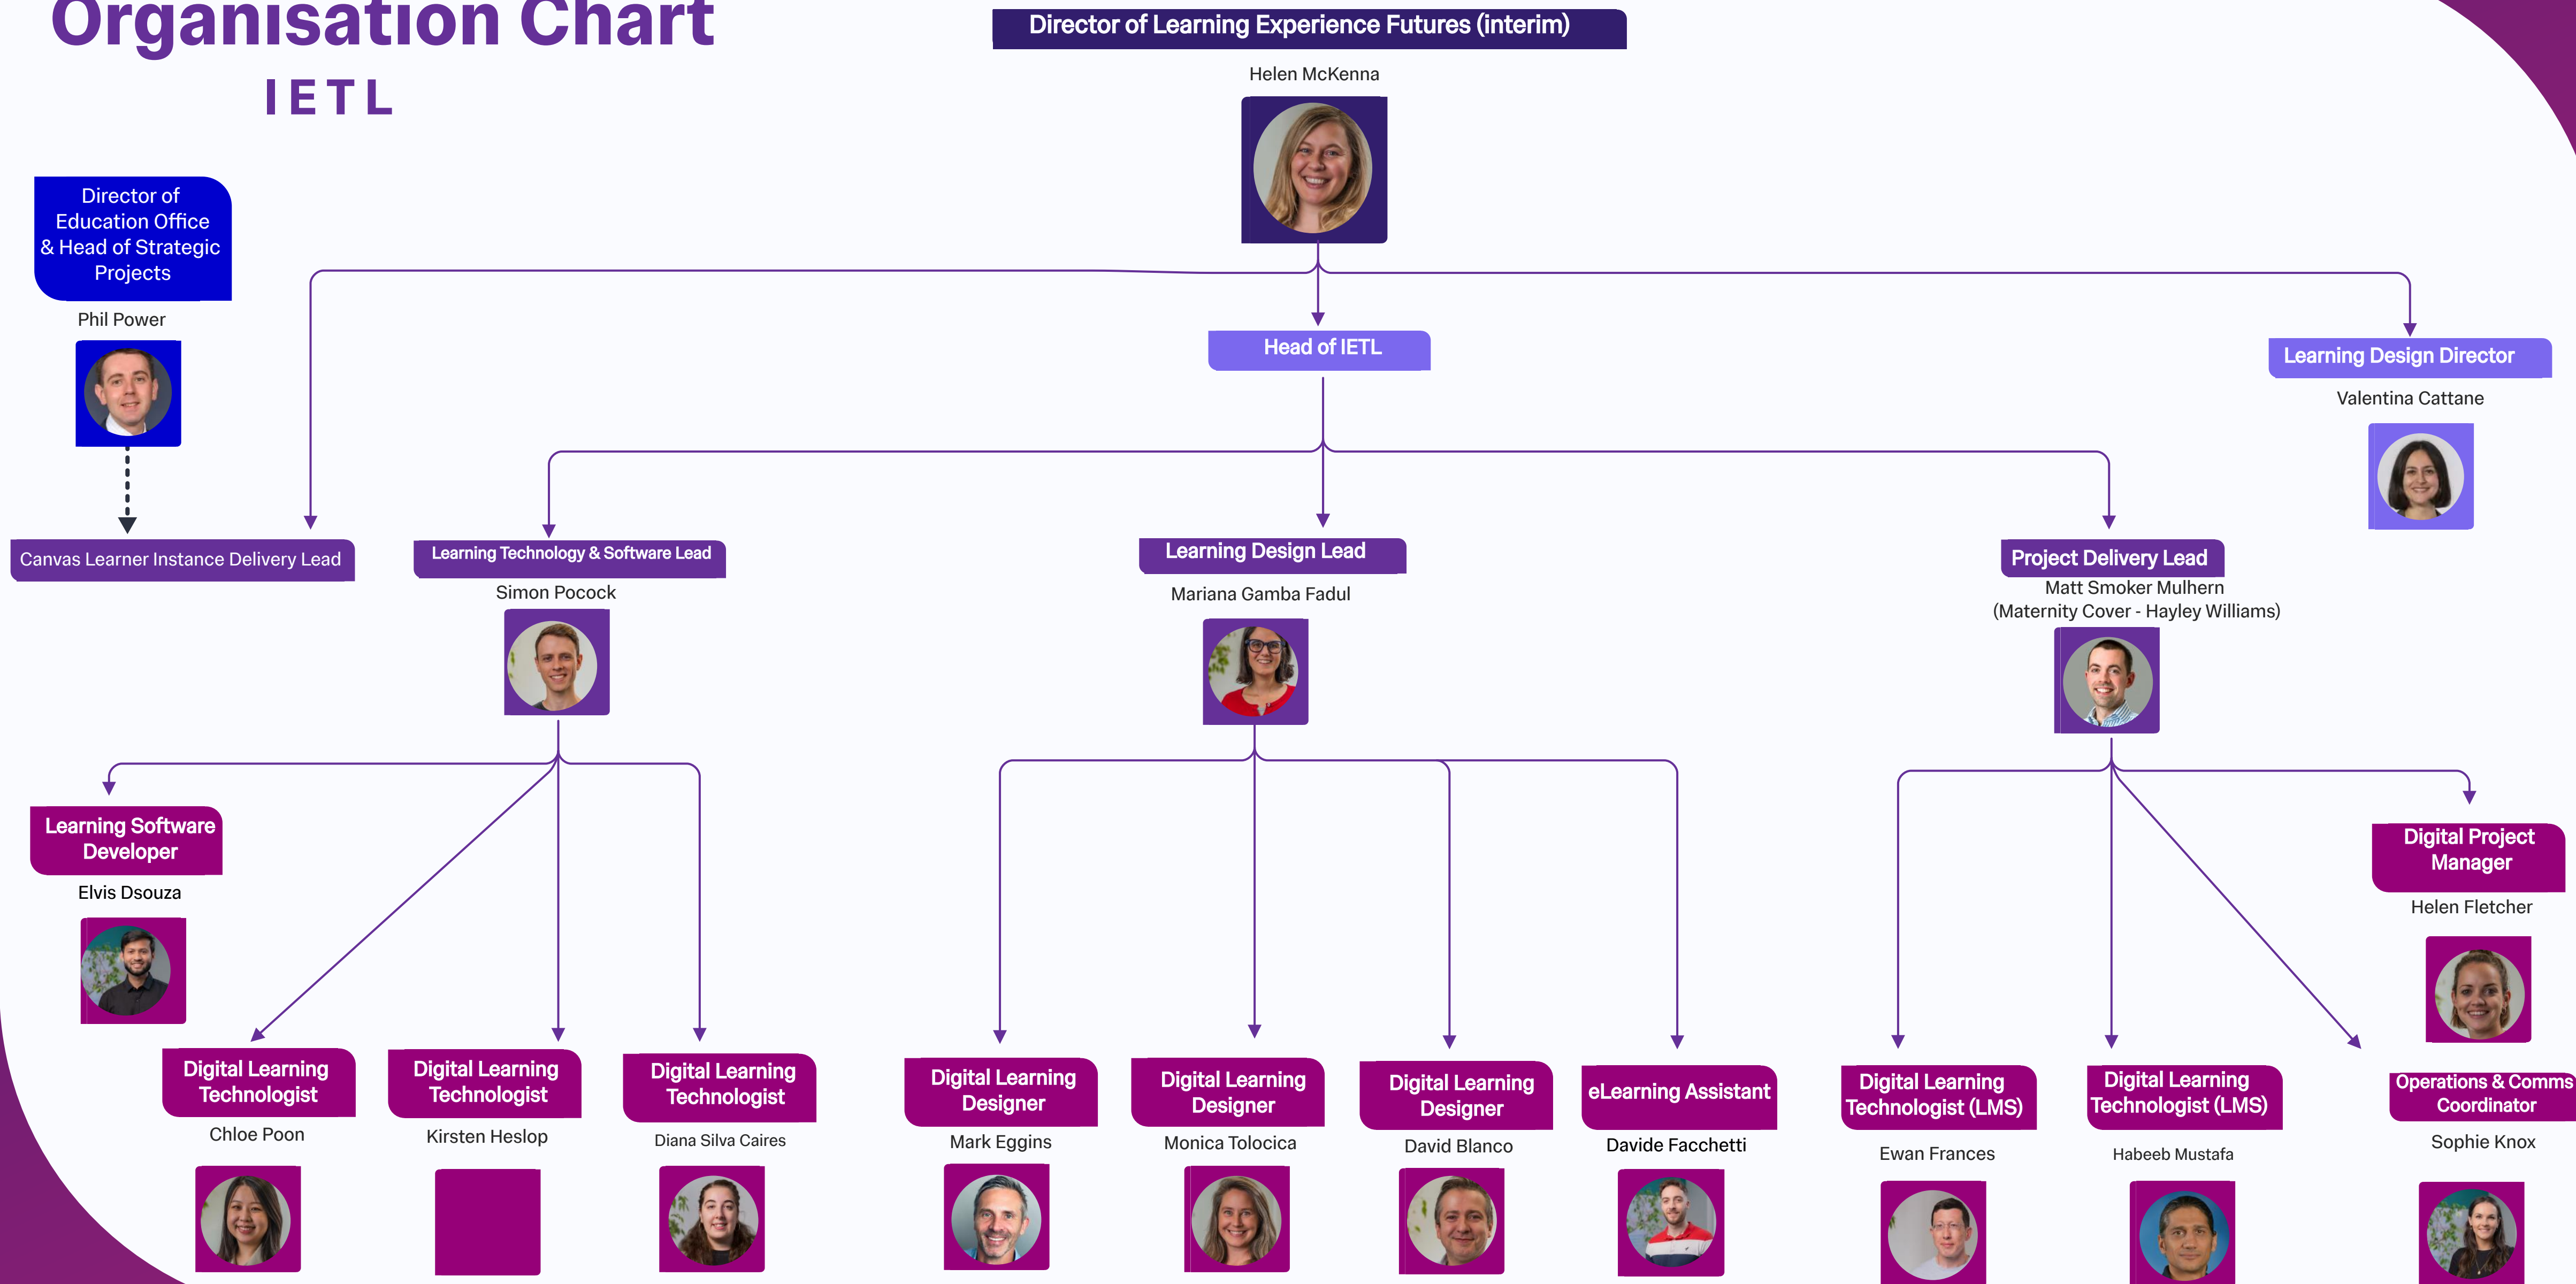 Organisation Chart
IETL
Director of Learning Experience Futures (interim)
Helen McKenna
Director of
Education Office
& Head of Strategic
Projects
Phil Power
Head of IETL
Learning Design Director
Valentina Cattane
Canvas Learner Instance Delivery Lead
Learning Technology & Software Lead
Simon Pocock
Learning Design Lead
Mariana Gamba Fadul
Project Delivery Lead
Matt Smoker Mulhern
(Maternity Cover - Hayley Williams)
Learning Software
Developer
Elvis Dsouza
Digital Project
Manager
Helen Fletcher
Digital Learning
Technologist
Chloe Poon
Digital Learning
Technologist
Kirsten Heslop
Digital Learning
Technologist
Diana Silva Caires
Digital Learning
Designer
Mark Eggins
Digital Learning
Designer
Monica Tolocica
Digital Learning
Designer
David Blanco
eLearning Assistant
Davide Facchetti
Digital Learning
Technologist (LMS)
Ewan Frances
Digital Learning
Technologist (LMS)
Habeeb Mustafa
Operations & Comms
Coordinator
Sophie Knox